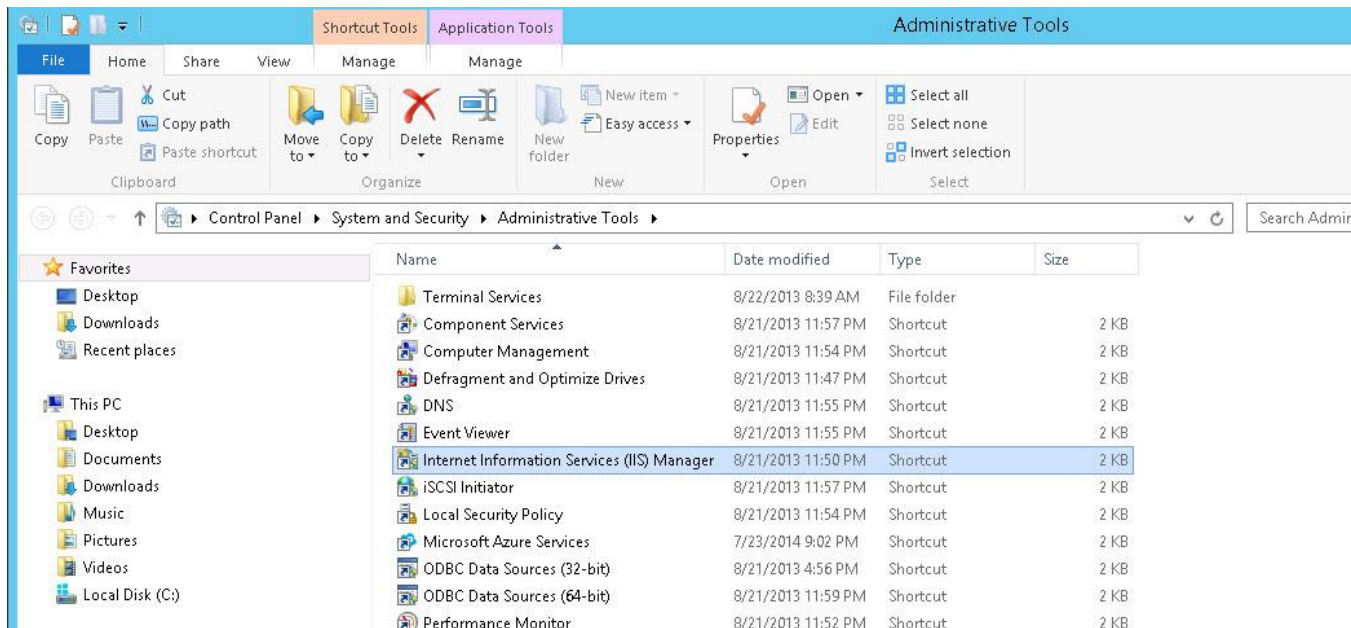 Shortcut Tools Application Tools Administrative Tools
File Home Share View Manage Manage
Copy Paste Cut Copy path Paste shortcut Move to Copy to Delete Rename New folder New item Easy access Properties Open Edit Select all Select none Invert selection
Clipboard Organize New Open Select
Control Panel System and Security Administrative Tools Search Admin
Favorites
Desktop
Downloads
Recent places
This PC
Desktop
Documents
Downloads
Music
Pictures
Videos
Local Disk (C:)
Name Date modified Type Size
Terminal Services 8/22/2013 8:39 AM File folder
Component Services 8/21/2013 11:57 PM Shortcut 2 KB
Computer Management 8/21/2013 11:54 PM Shortcut 2 KB
Defragment and Optimize Drives 8/21/2013 11:47 PM Shortcut 2 KB
DNS 8/21/2013 11:55 PM Shortcut 2 KB
Event Viewer 8/21/2013 11:55 PM Shortcut 2 KB
Internet Information Services (IIS) Manager 8/21/2013 11:50 PM Shortcut 2 KB
iSCSI Initiator 8/21/2013 11:57 PM Shortcut 2 KB
Local Security Policy 8/21/2013 11:54 PM Shortcut 2 KB
Microsoft Azure Services 7/23/2014 9:02 PM Shortcut 2 KB
ODBC Data Sources (32-bit) 8/21/2013 4:56 PM Shortcut 2 KB
ODBC Data Sources (64-bit) 8/21/2013 11:59 PM Shortcut 2 KB
Performance Monitor 8/21/2013 11:52 PM Shortcut 2 KB